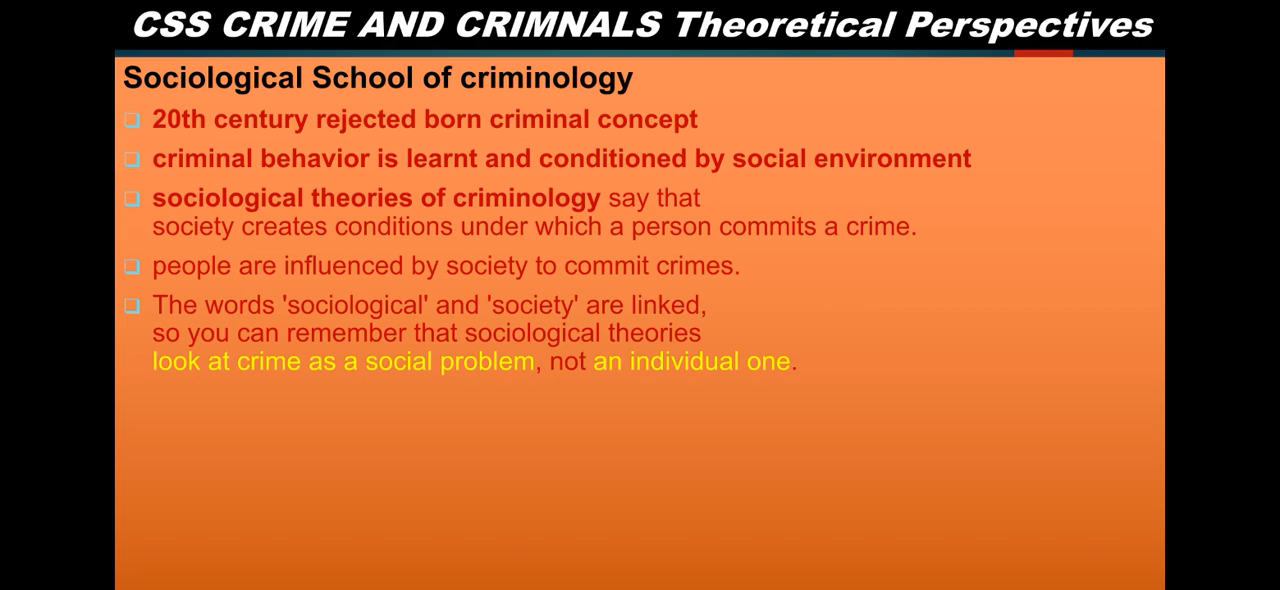 CSS CRIME AND CRIMNALS Theoretical Perspectives
Sociological School of criminology
20th century rejected born criminal concept
criminal behavior is learnt and conditioned by social environment
sociological theories of criminology say that
society creates conditions under which a person commits a crime.
people are influenced by society to commit crimes.
The words 'sociological' and 'society' are linked,
so you can remember that sociological theories
look at crime as a social problem, not an individual one.